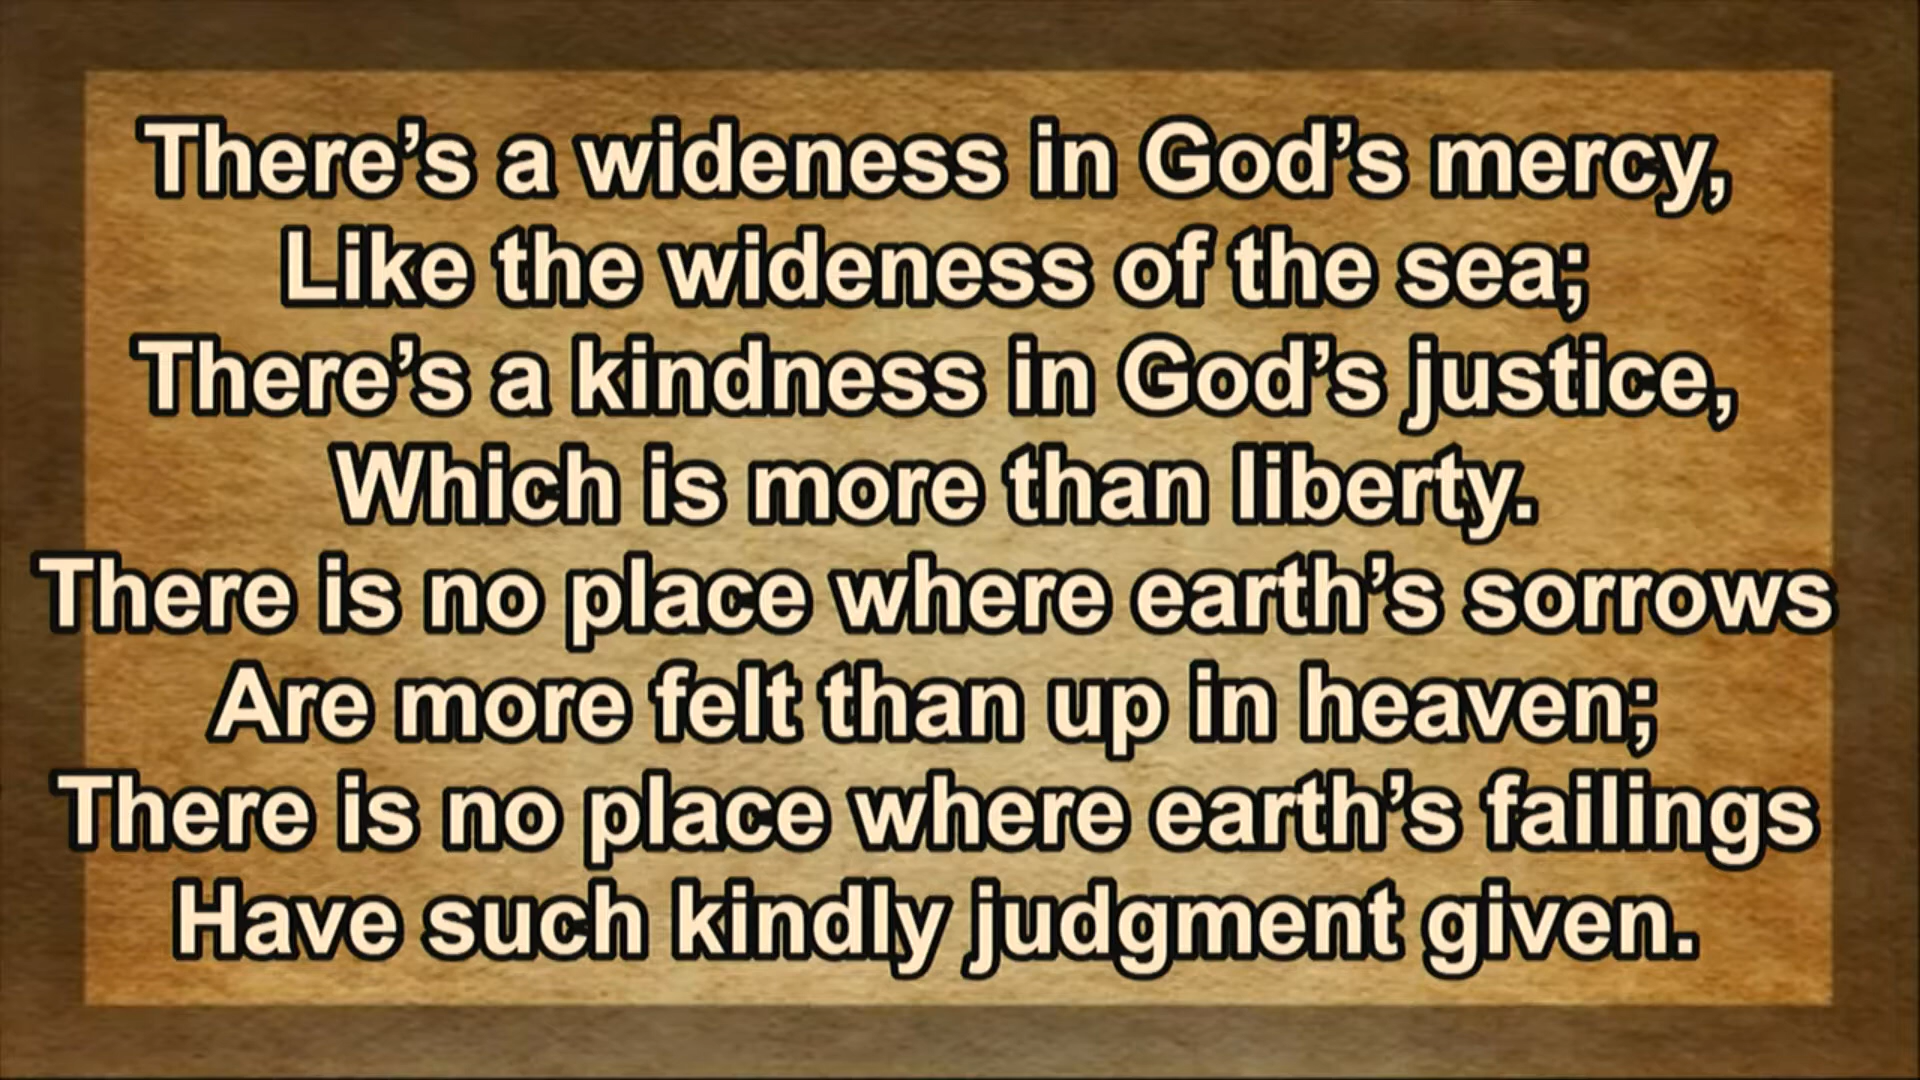 There’s a wideness in God’s mercy,
Like the wideness of the sea;
There’s a kindness in God’s justice,
Which is more than liberty.
There is no place where earth’s sorrows
Are more felt than up in heaven;
There is no place where earth’s failings
Have such kindly judgment given.